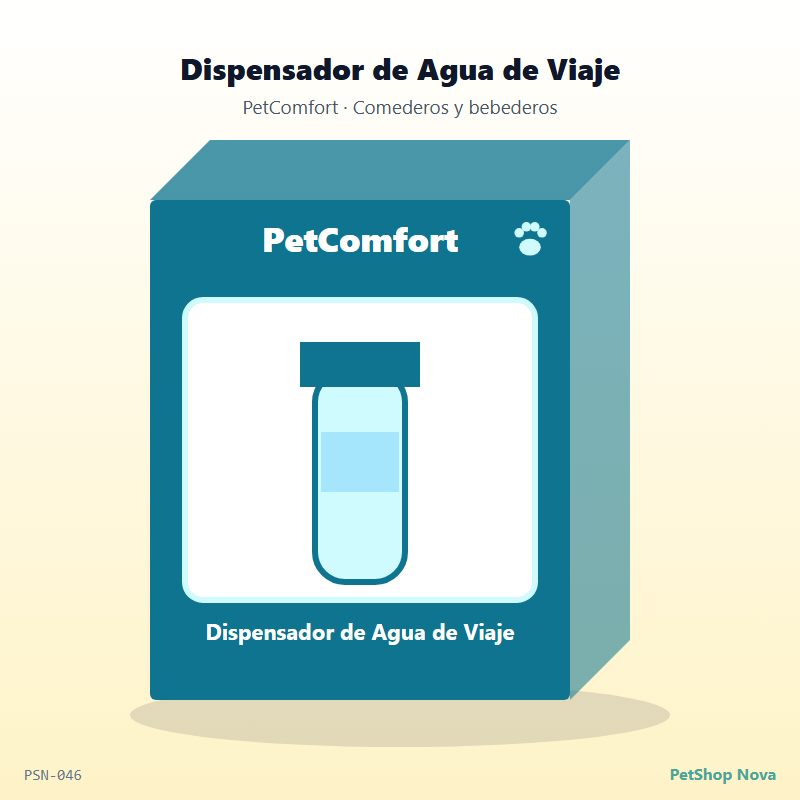 Dispensador de Agua de Viaje
PetComfort · Comederos y bebederos
PetComfort
Dispensador de Agua de Viaje
PSN-046
PetShop Nova